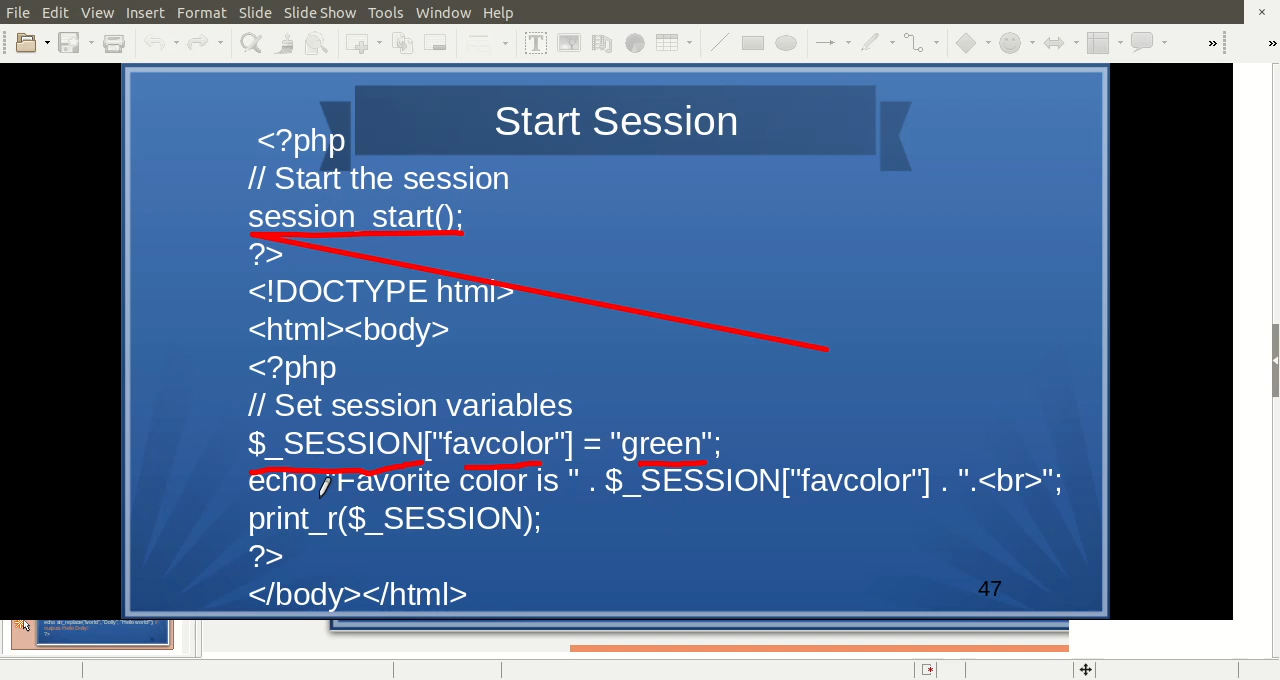 File Edit View Insert Format Slide Slide Show Tools Window Help
Start Session
<?php
// Start the session
session_start();
?>
<!DOCTYPE html>
<html><body>
<?php
// Set session variables
$_SESSION["favcolor"] = "green";
echo "Favorite color is " . $_SESSION["favcolor"] . ".<br>";
print_r($_SESSION);
?>
</body></html>
47